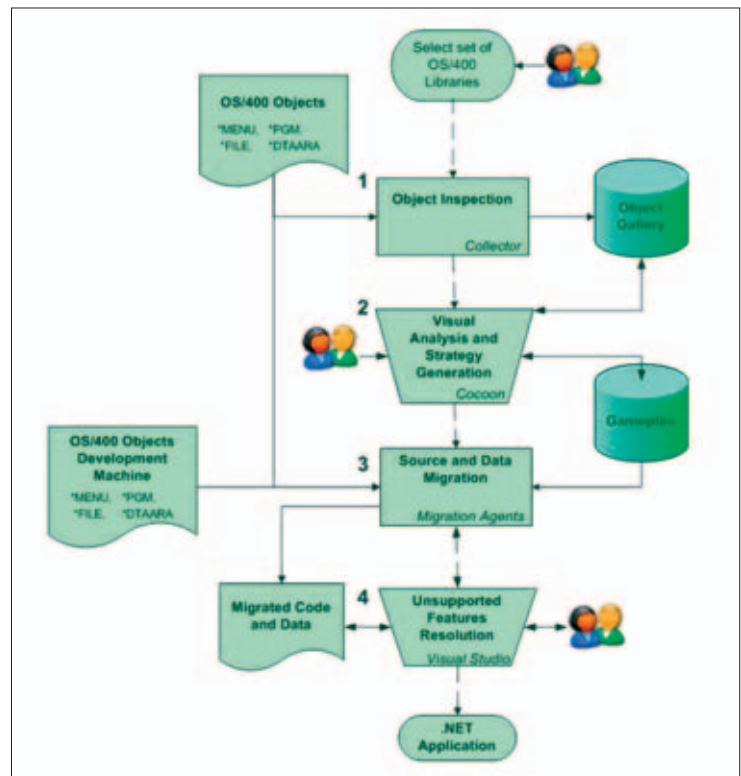 Select set of
OS/400
Libraries
OS/400 Objects
*MENU, *PGM,
*FILE, *DTAARA
1
Object Inspection
Collector
Object
Gallery
2
Visual
Analysis and
Strategy
Generation
Cocoon
Gameplan
OS/400 Objects
Development
Machine
*MENU, *PGM,
*FILE, *DTAARA
3
Source and Data
Migration
Migration Agents
Migrated Code
and Data
4
Unsupported
Features
Resolution
Visual Studio
.NET
Application